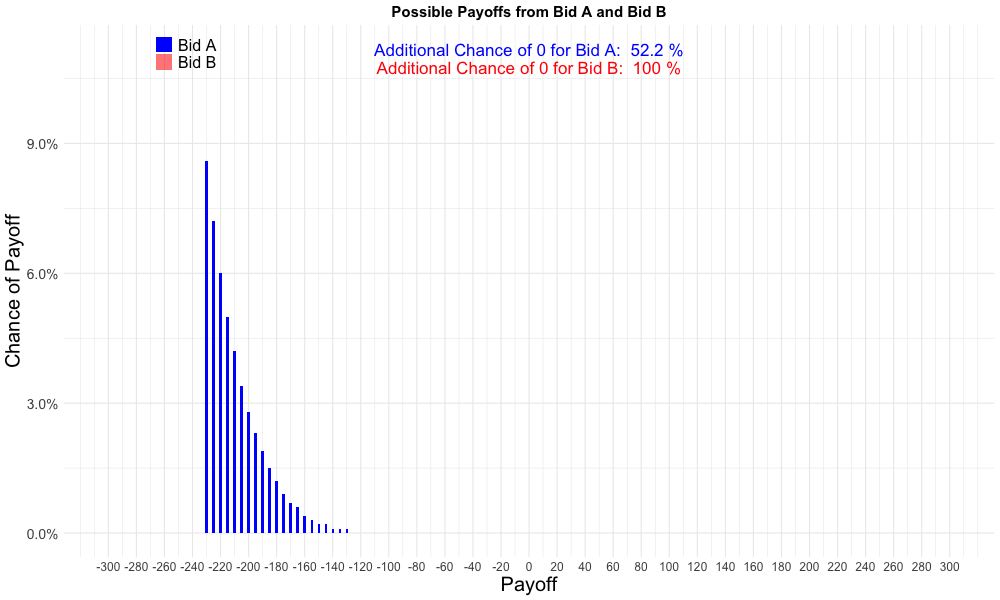 Possible Payoffs from Bid A and Bid B
Bid A
Bid B
Additional Chance of 0 for Bid A:  52.2 %
Additional Chance of 0 for Bid B:  100 %
Chance of Payoff
9.0%
6.0%
3.0%
0.0%
-300 -280 -260 -240 -220 -200 -180 -160 -140 -120 -100 -80 -60 -40 -20 0 20 40 60 80 100 120 140 160 180 200 220 240 260 280 300
Payoff